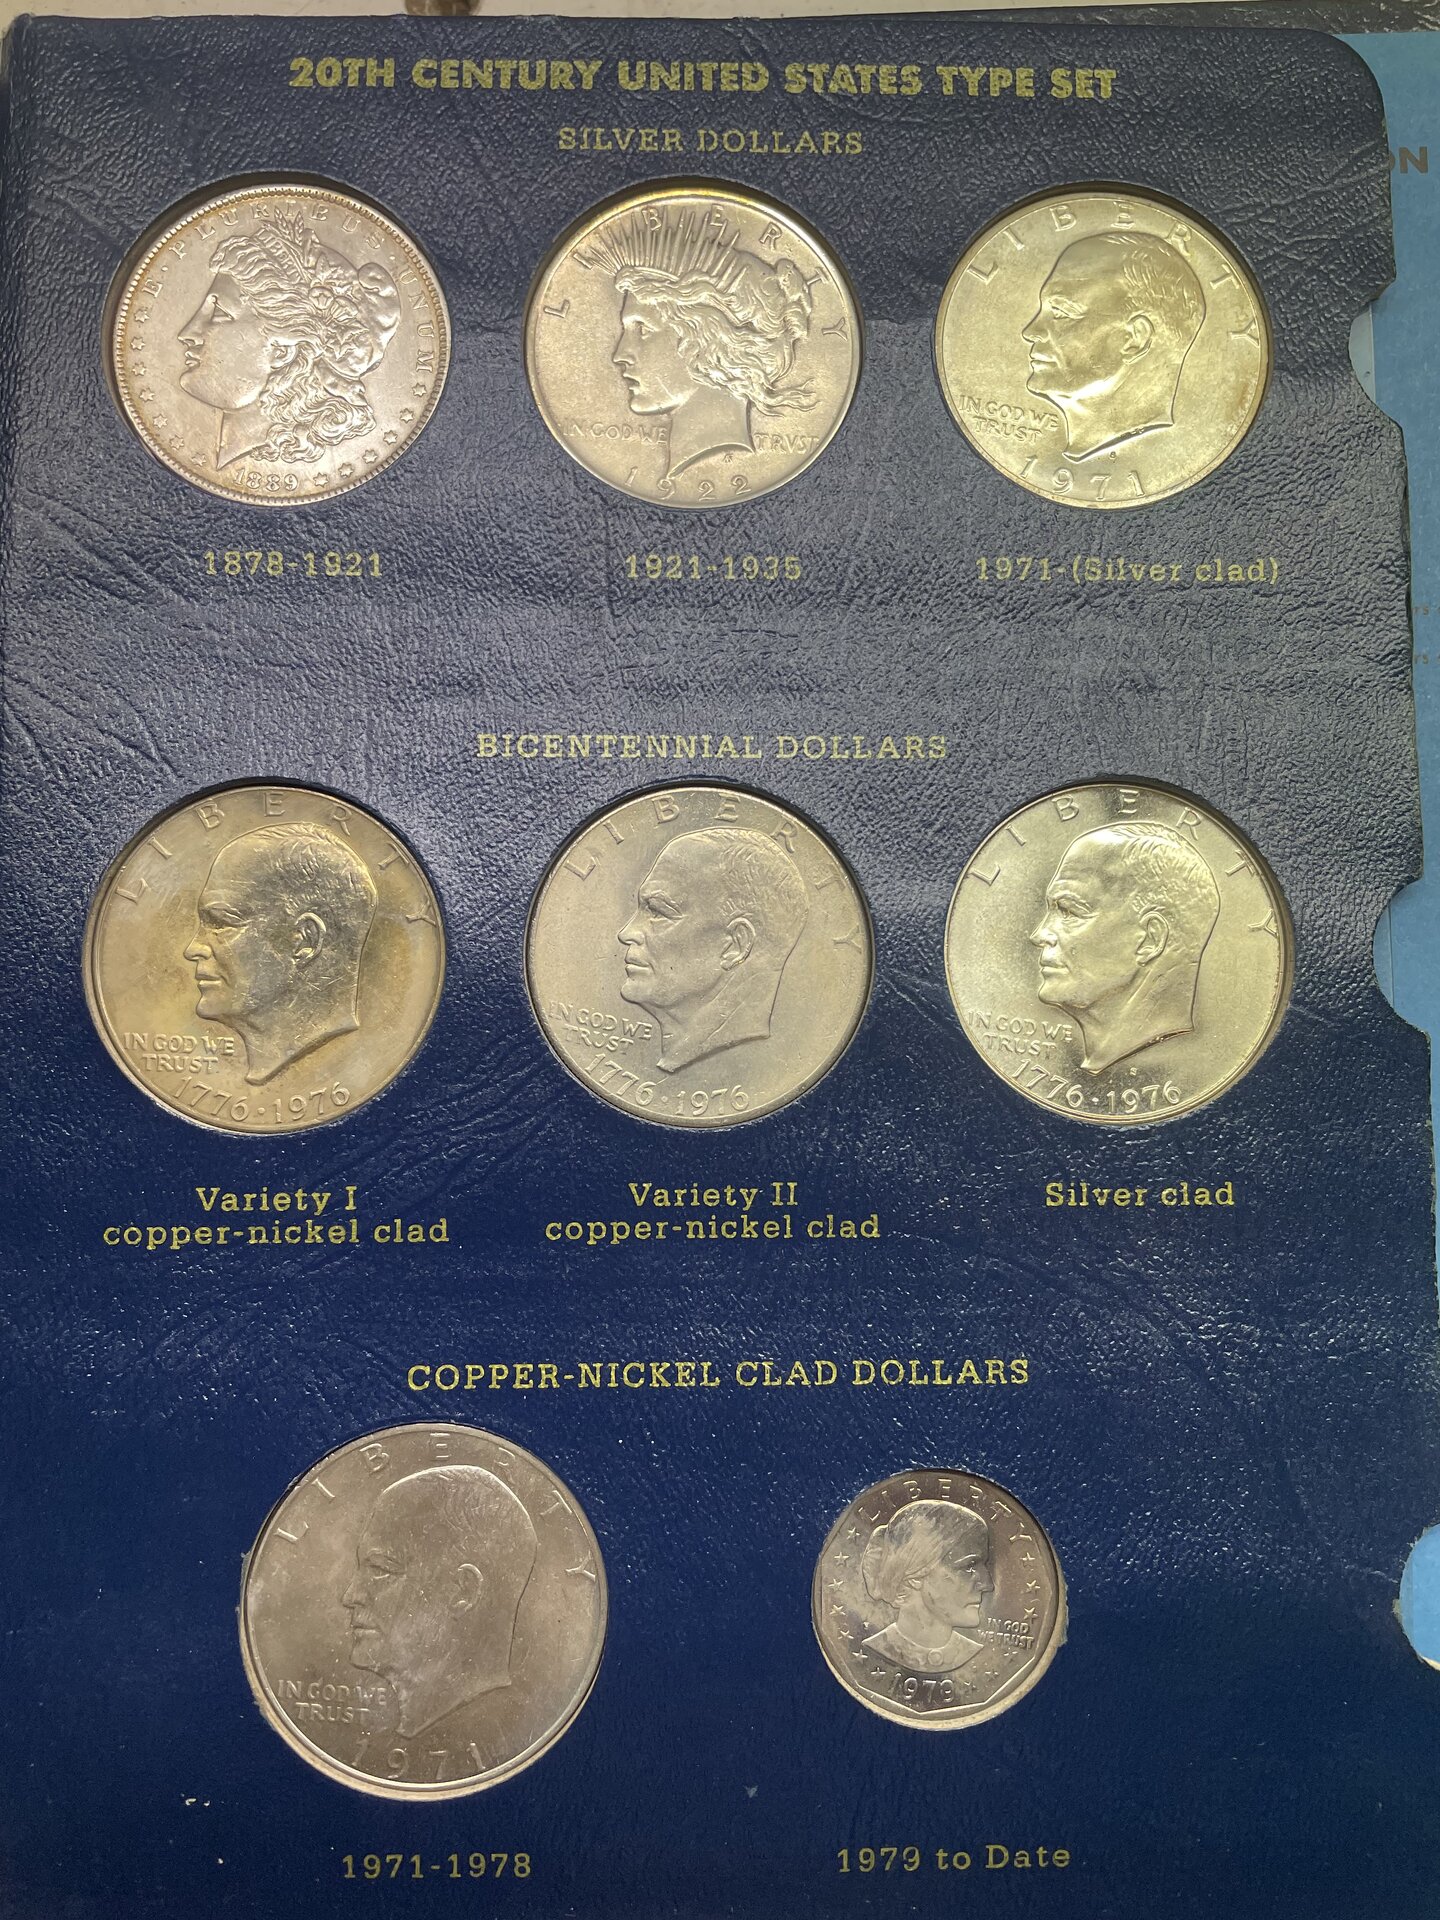 20TH CENTURY UNITED STATES TYPE SET
SILVER DOLLARS
E·PLURIBUS·UNUM
1889
LIBERTY
IN GOD WE TRVST
1922
LIBERTY
IN GOD WE
TRUST
S
1971
1878-1921
1921-1935
1971-(Silver clad)
BICENTENNIAL DOLLARS
LIBERTY
IN GOD WE
TRUST
1776·1976
LIBERTY
IN GOD WE
TRUST
1776·1976
LIBERTY
IN GOD WE
TRUST
S
1776·1976
Variety I
copper-nickel clad
Variety II
copper-nickel clad
Silver clad
COPPER-NICKEL CLAD DOLLARS
LIBERTY
IN GOD WE
TRUST
1971
LIBERTY
IN GOD
WE TRUST
1979
1971-1978
1979 to Date
ON